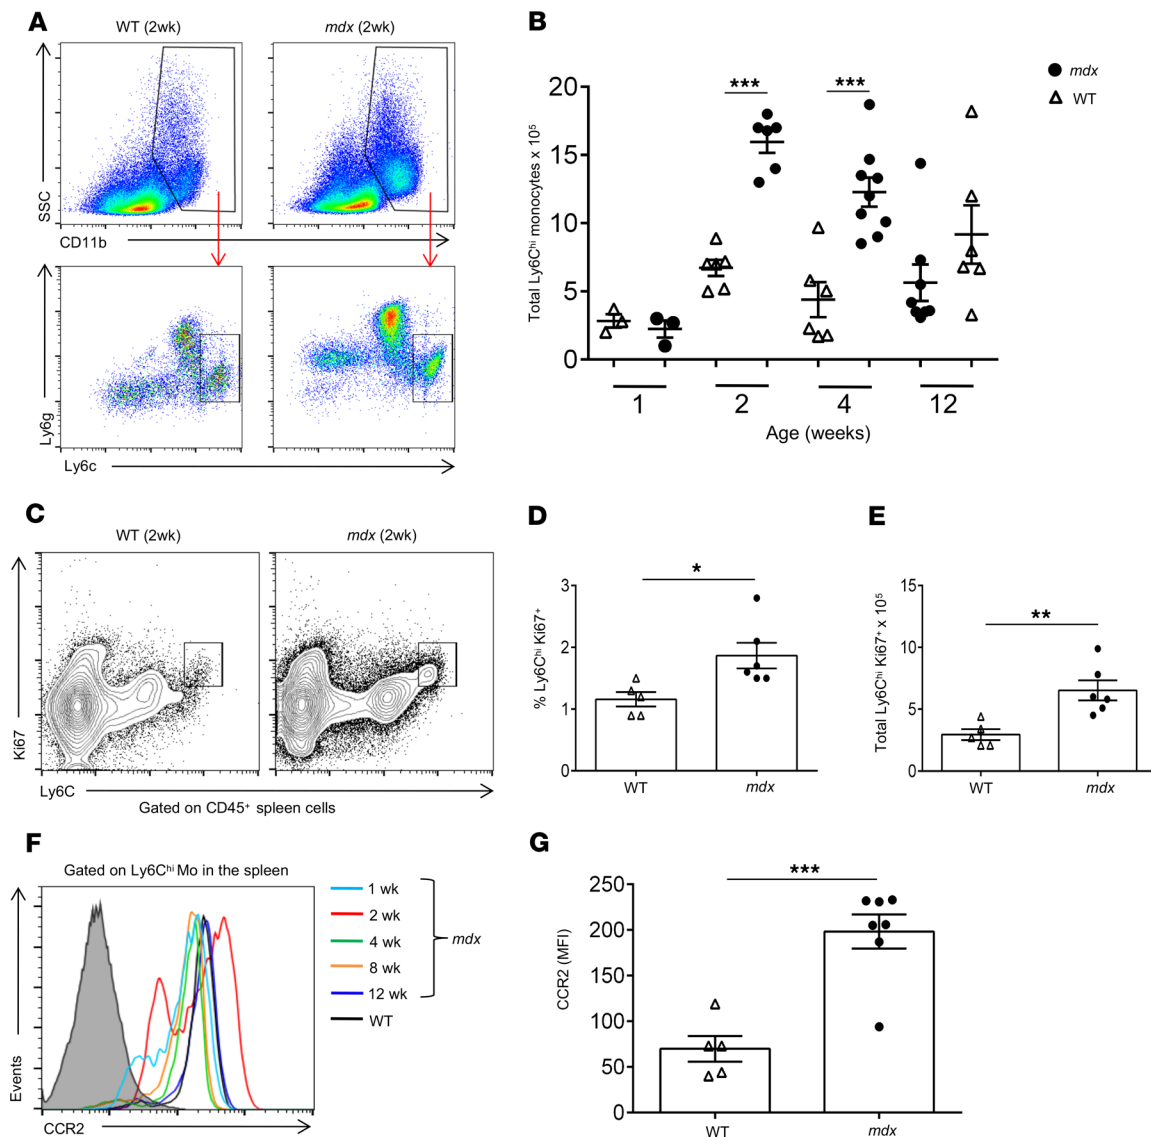 A
WT (2wk)
mdx (2wk)
SSC
CD11b
Ly6g
Ly6c
B
Total Ly6Cʰⁱ monocytes x 10⁵
20
15
10
5
0
***
***
mdx
WT
1
2
4
12
Age (weeks)
C
WT (2wk)
mdx (2wk)
Ki67
Ly6C
Gated on CD45⁺ spleen cells
D
% Ly6Cʰⁱ Ki67⁺
3
2
1
0
*
WT
mdx
E
Total Ly6Cʰⁱ Ki67⁺ x 10⁵
15
10
5
0
**
WT
mdx
F
Gated on Ly6Cʰⁱ Mo in the spleen
Events
CCR2
1 wk
2 wk
4 wk
8 wk
12 wk
WT
mdx
G
CCR2 (MFI)
250
200
150
100
50
0
***
WT
mdx